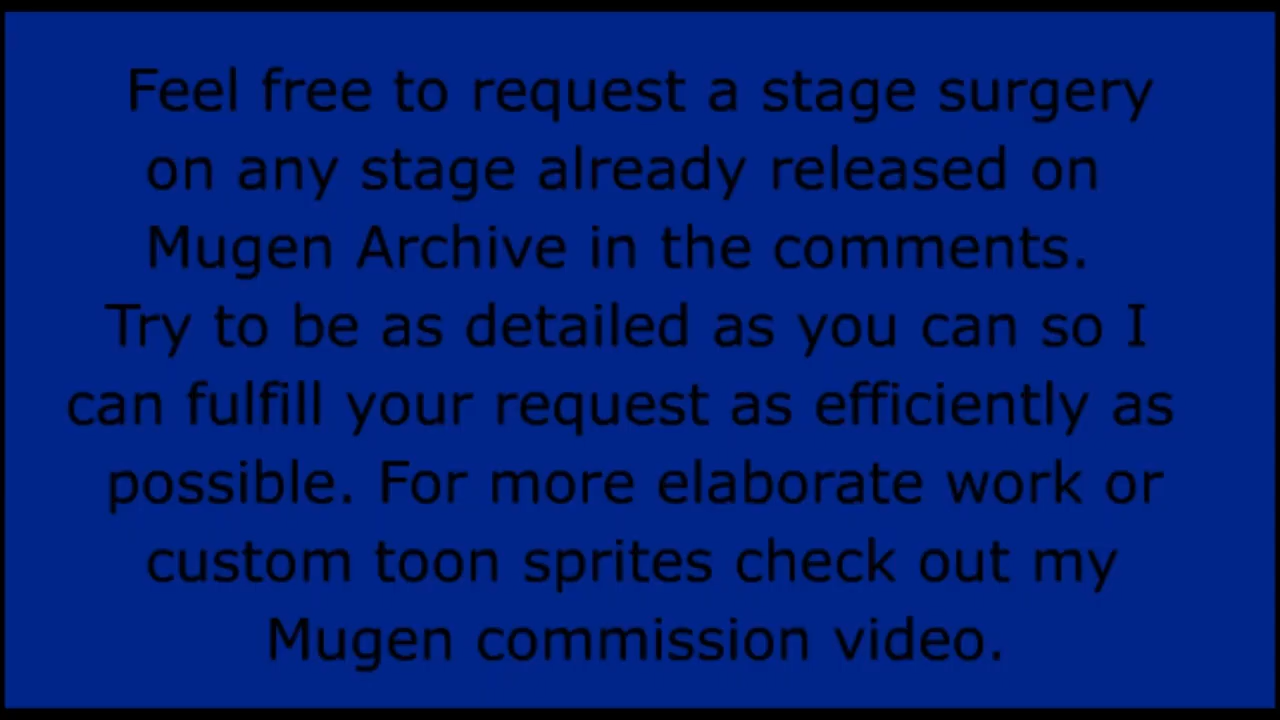 Feel free to request a stage surgery
on any stage already released on
Mugen Archive in the comments.
Try to be as detailed as you can so I
can fulfill your request as efficiently as
possible. For more elaborate work or
custom toon sprites check out my
Mugen commission video.